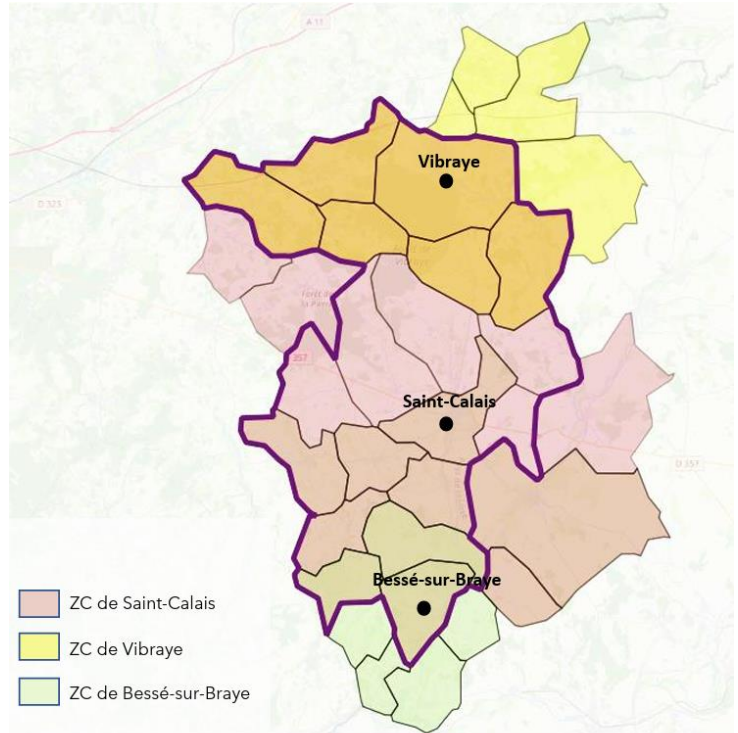 A 11
Vibraye
D 323
257
Saint-Calais
D 357
Bessé-sur-Braye
ZC de Saint-Calais
ZC de Vibraye
ZC de Bessé-sur-Braye